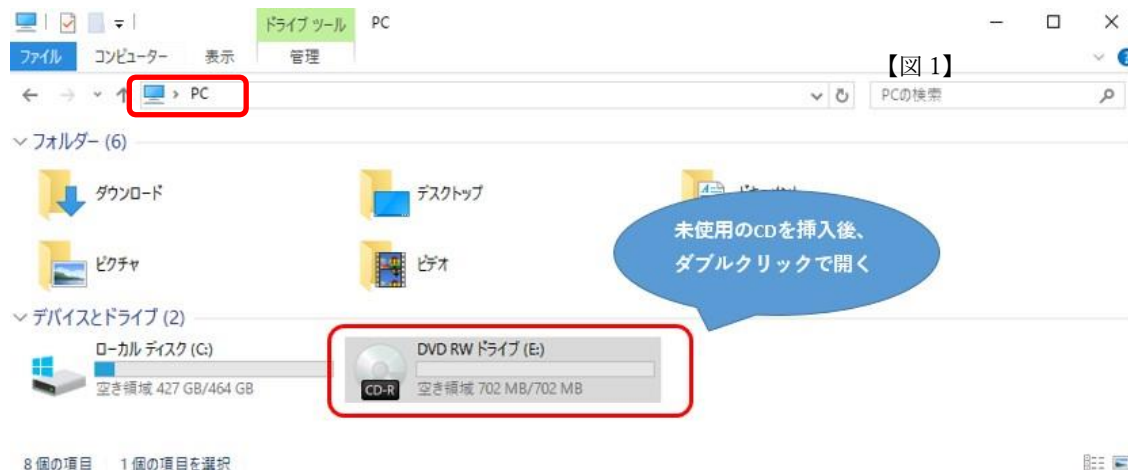 ドライブ ツール PC
ファイル コンピューター 表示 管理
【図 1】
PC
PCの検索
フォルダー (6)
ダウンロード
デスクトップ
ピクチャ
ビデオ
未使用のCDを挿入後、
ダブルクリックで開く
デバイスとドライブ (2)
ローカル ディスク (C:)
空き領域 427 GB/464 GB
DVD RW ドライブ (E:)
CD-R
空き領域 702 MB/702 MB
8 個の項目 1 個の項目を選択